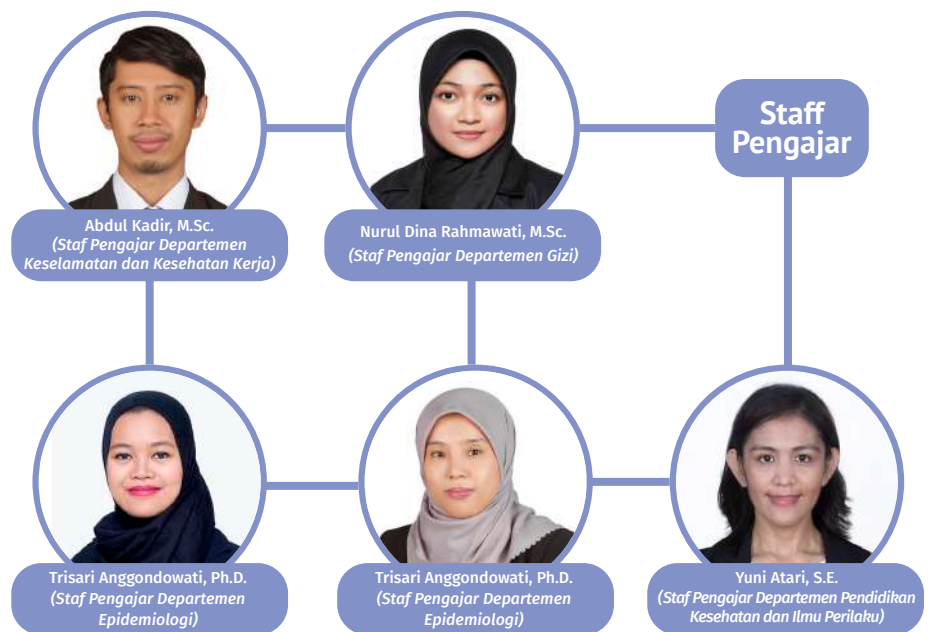 Staff
Pengajar
Abdul Kadir, M.Sc.
(Staf Pengajar Departemen
Keselamatan dan Kesehatan Kerja)
Nurul Dina Rahmawati, M.Sc.
(Staf Pengajar Departemen Gizi)
Trisari Anggondowati, Ph.D.
(Staf Pengajar Departemen
Epidemiologi)
Trisari Anggondowati, Ph.D.
(Staf Pengajar Departemen
Epidemiologi)
Yuni Atari, S.E.
(Staf Pengajar Departemen Pendidikan
Kesehatan dan Ilmu Perilaku)